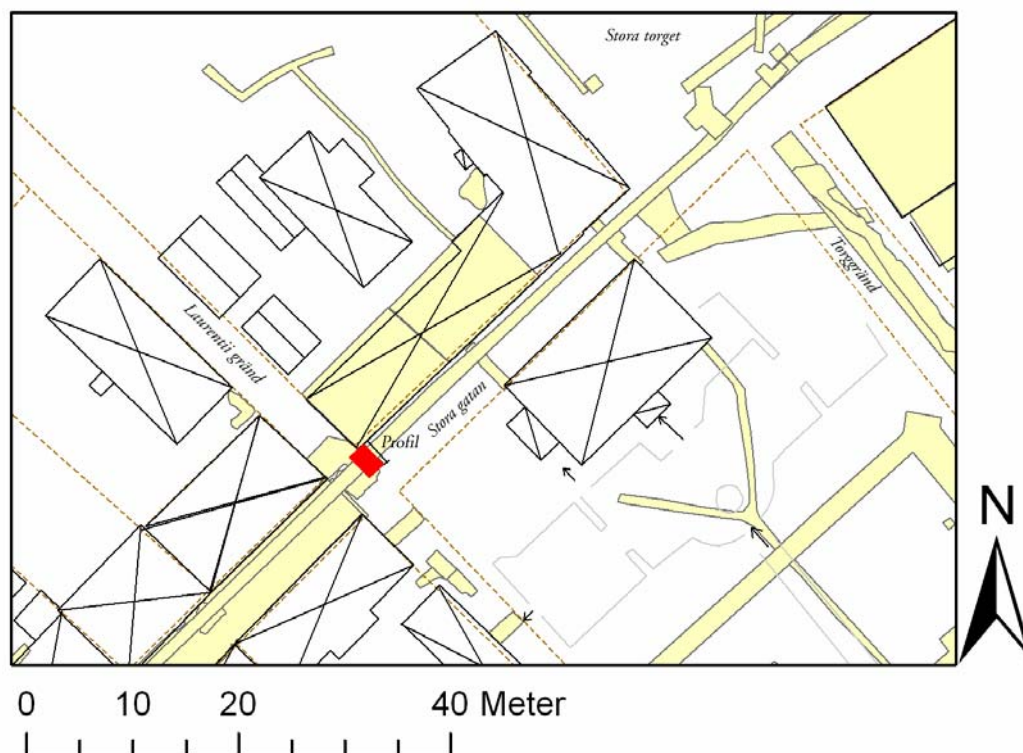 Stora torget
Torggränd
Laurentii gränd
Stora gatan
Profil
N
0 10 20 40 Meter